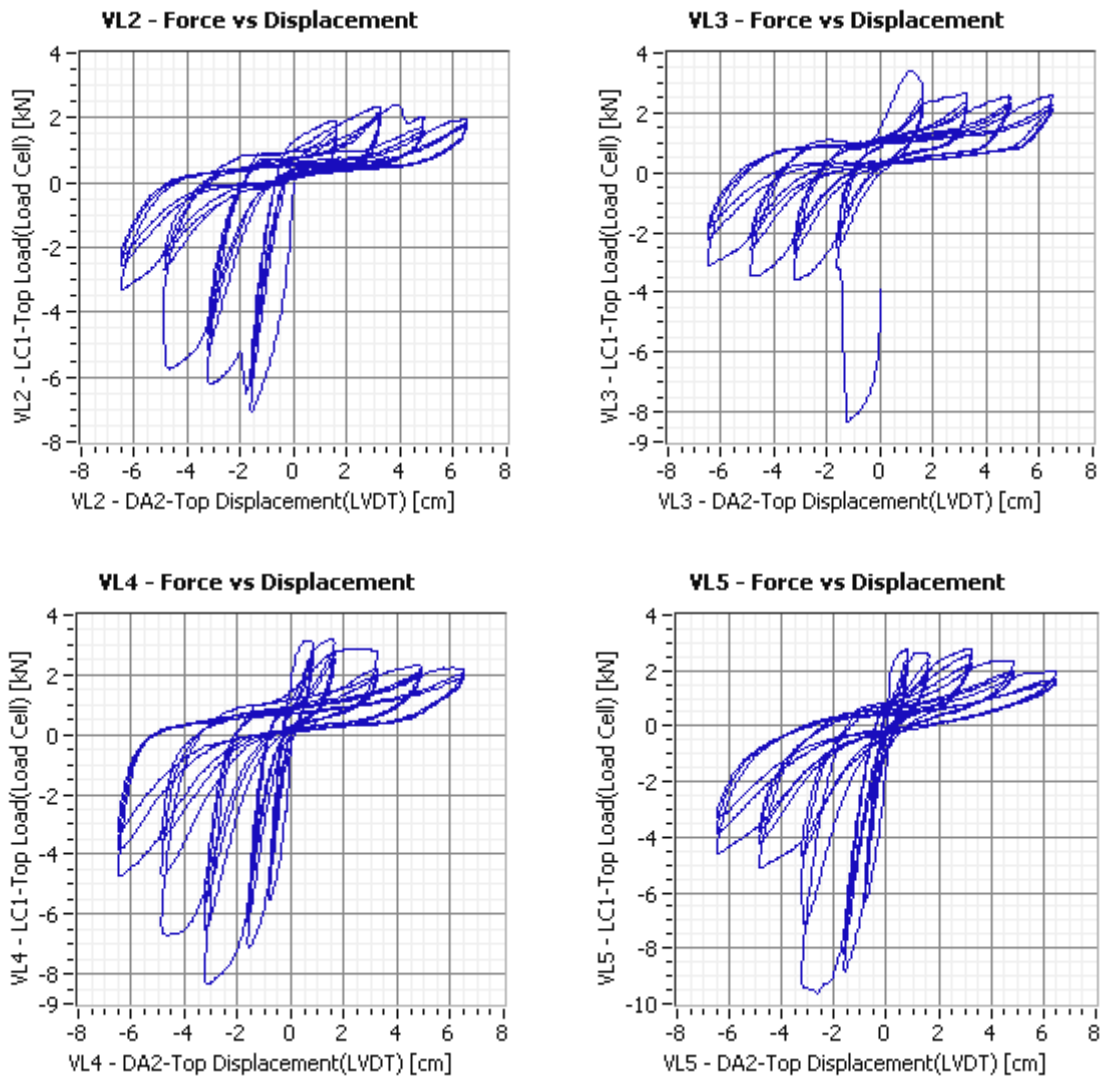 VL2 - Force vs Displacement
VL2 - LC1-Top Load(Load Cell) [kN]
4
2
0
-2
-4
-6
-8
-8 -6 -4 -2 0 2 4 6 8
VL2 - DA2-Top Displacement(LVDT) [cm]
VL3 - Force vs Displacement
VL3 - LC1-Top Load(Load Cell) [kN]
4
2
0
-2
-4
-6
-8
-9
-8 -6 -4 -2 0 2 4 6 8
VL3 - DA2-Top Displacement(LVDT) [cm]
VL4 - Force vs Displacement
VL4 - LC1-Top Load(Load Cell) [kN]
4
2
0
-2
-4
-6
-8
-9
-8 -6 -4 -2 0 2 4 6 8
VL4 - DA2-Top Displacement(LVDT) [cm]
VL5 - Force vs Displacement
VL5 - LC1-Top Load(Load Cell) [kN]
4
2
0
-2
-4
-6
-8
-10
-8 -6 -4 -2 0 2 4 6 8
VL5 - DA2-Top Displacement(LVDT) [cm]